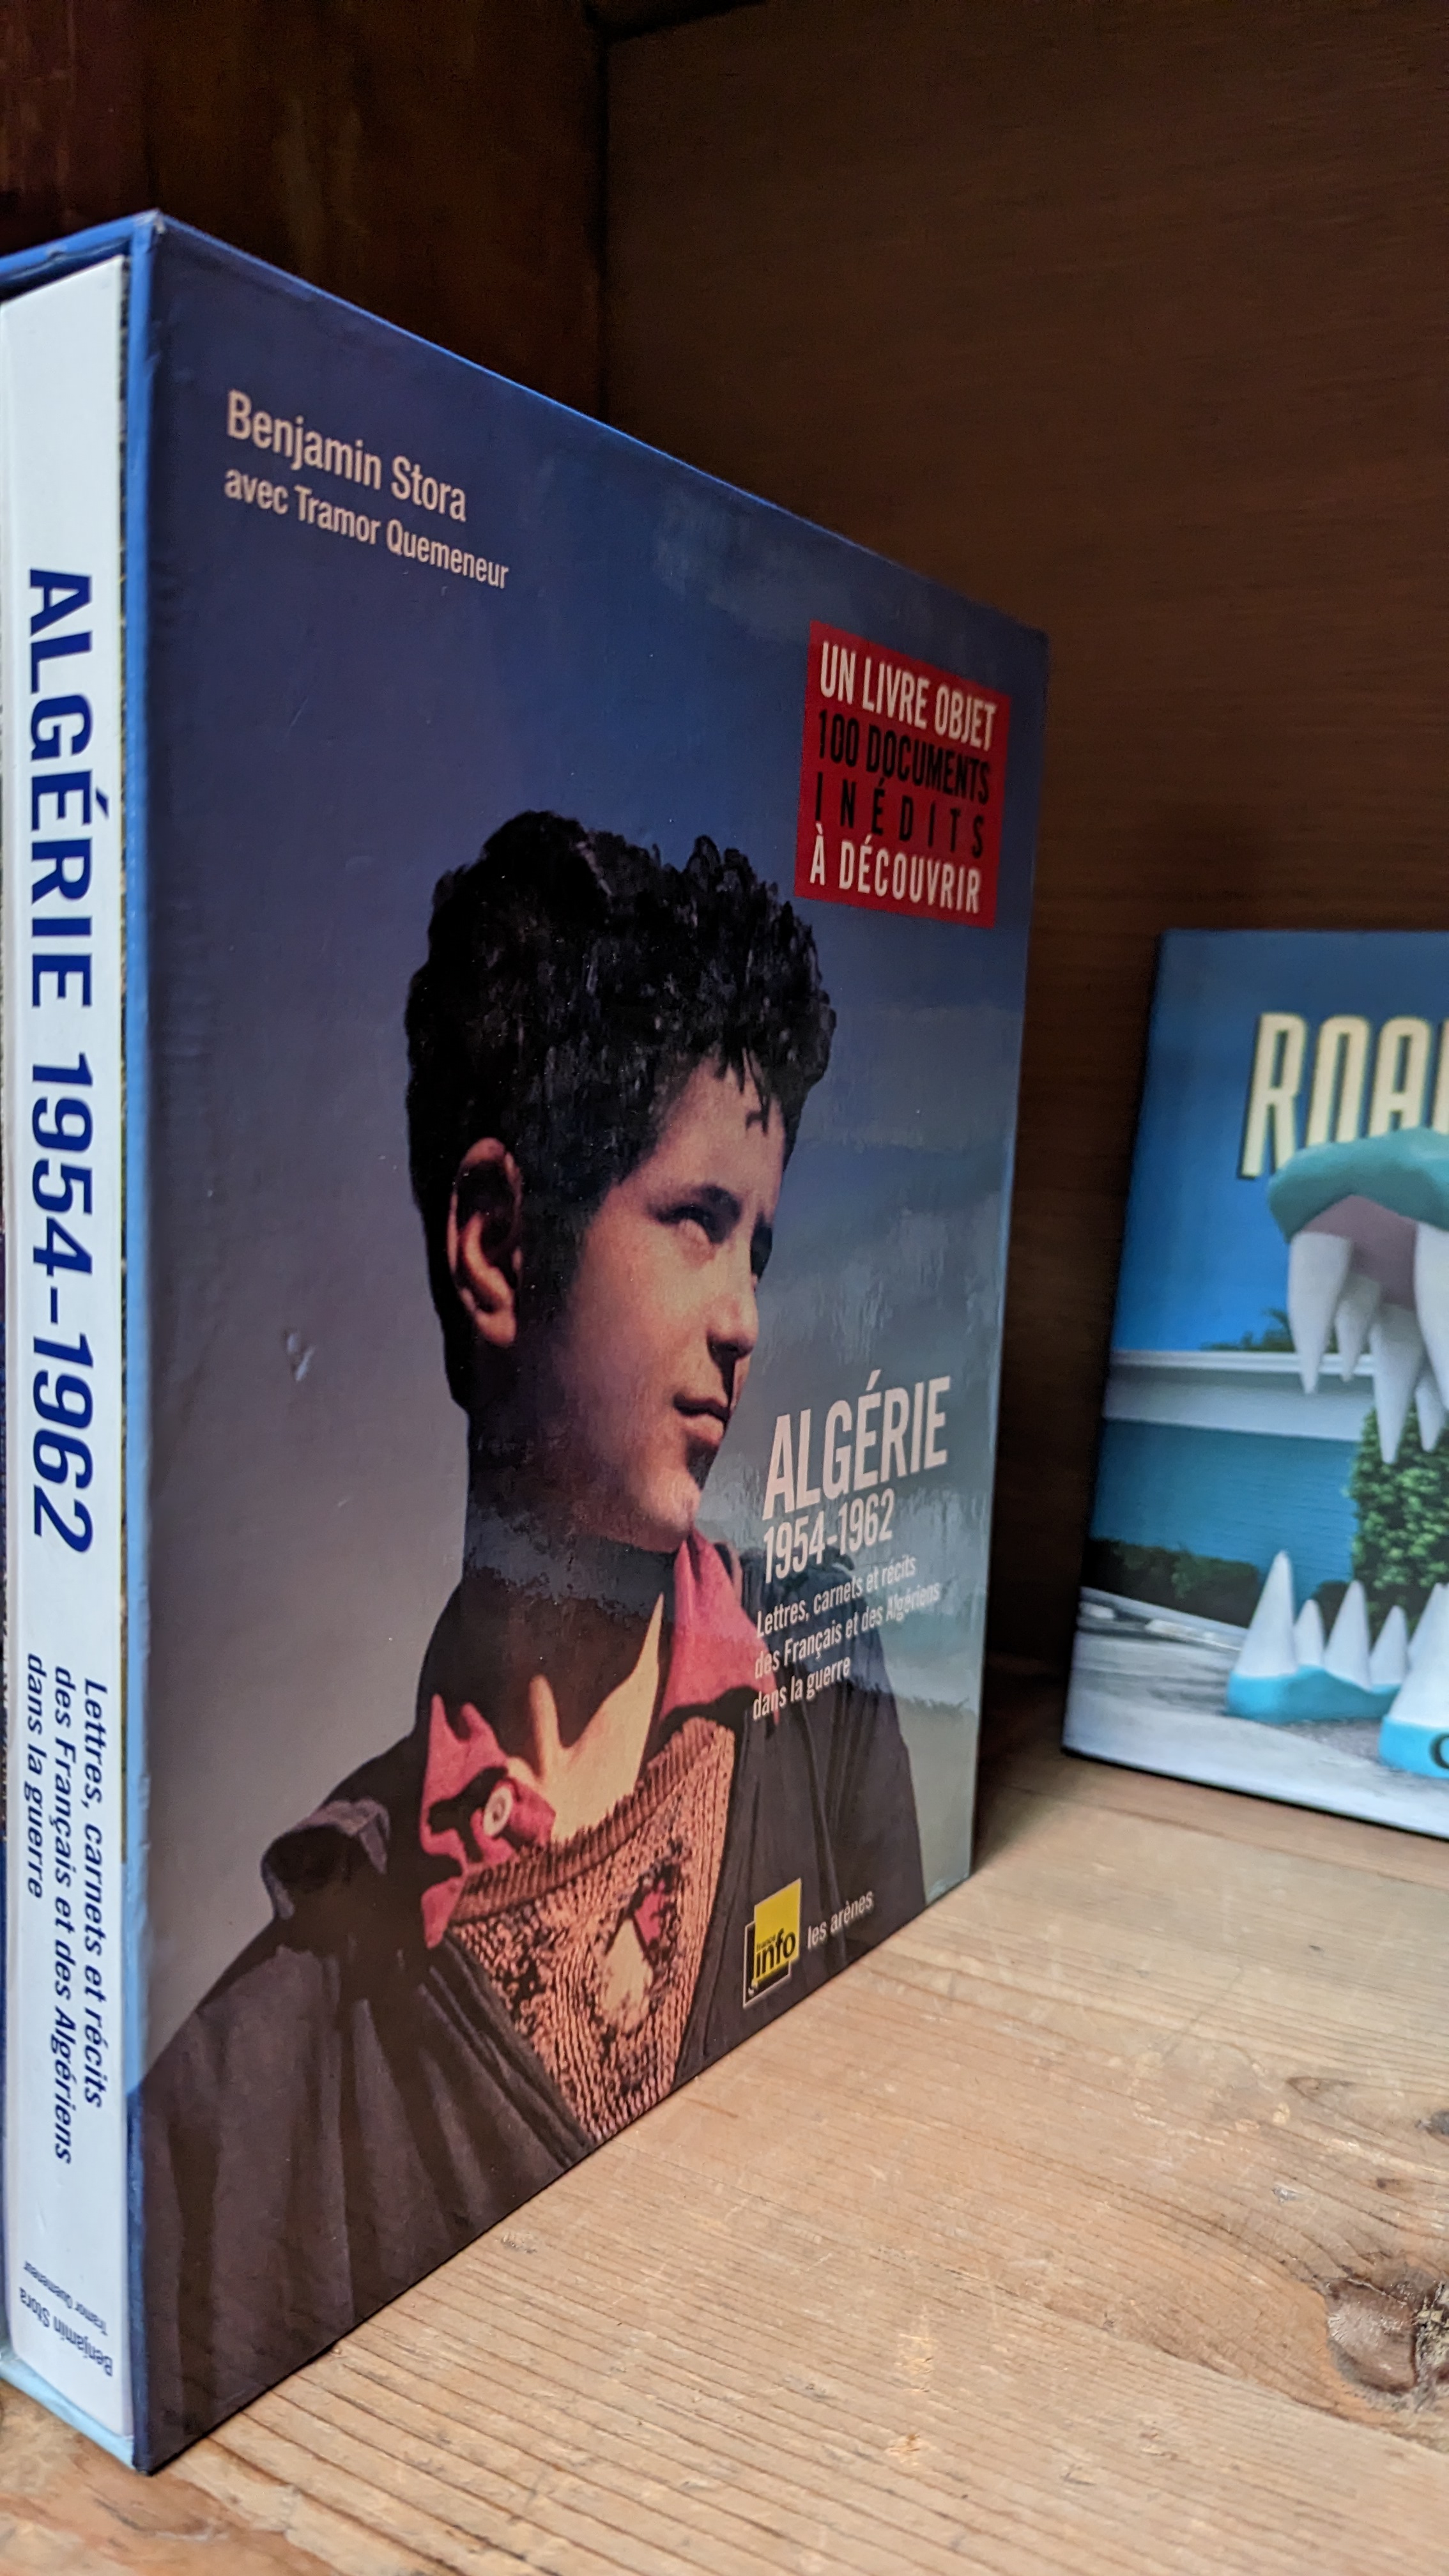 Benjamin Stora
avec Tramor Quemeneur
UN LIVRE OBJET
100 DOCUMENTS
INÉDITS
À DÉCOUVRIR
ALGÉRIE
1954-1962
Lettres, carnets et récits
des Français et des Algériens
dans la guerre
france
info
les arènes
ALGÉRIE 1954-1962
Lettres, carnets et récits
des Français et des Algériens
dans la guerre
Benjamin Stora
Tramor Quemeneur